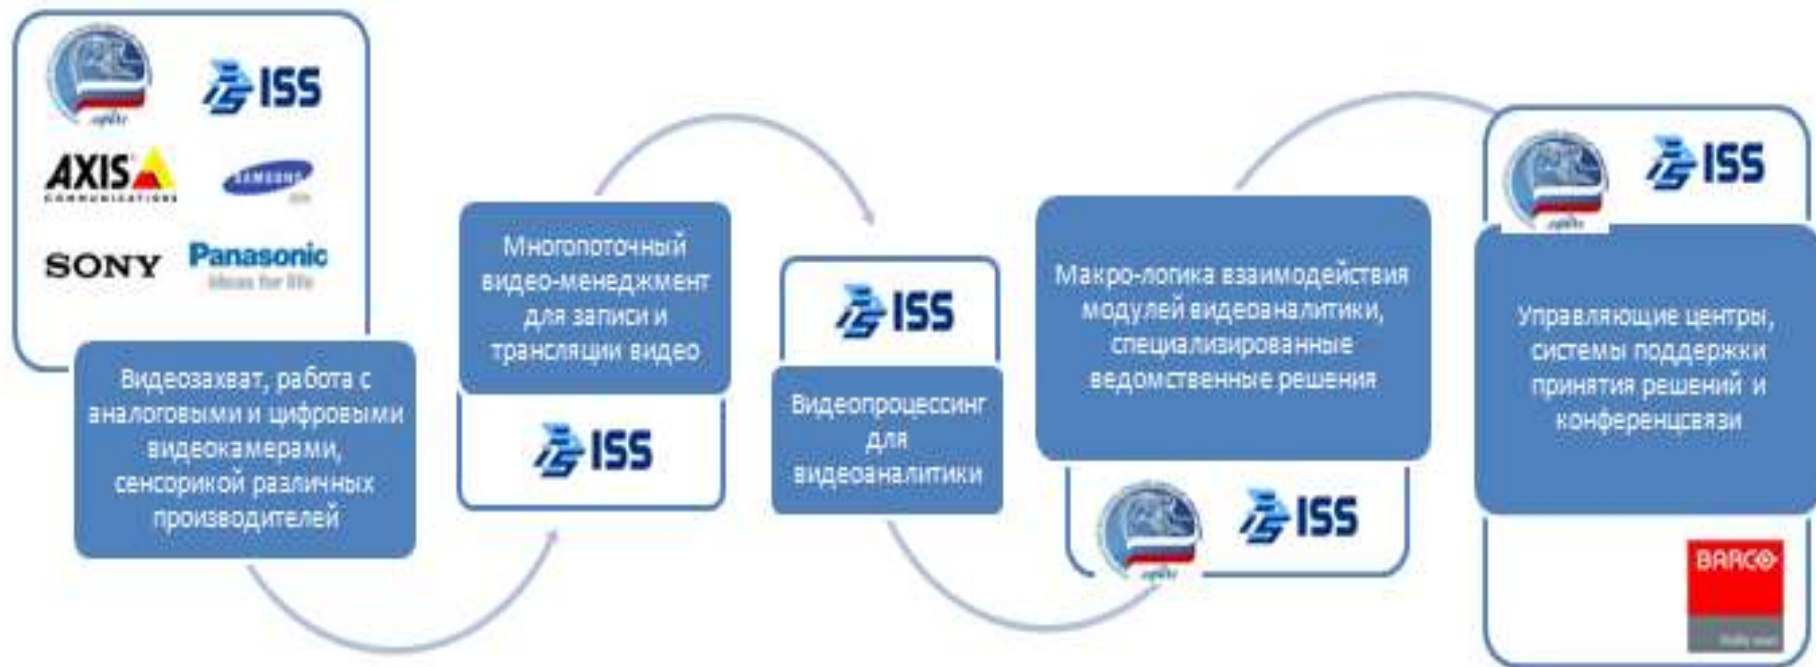 ISS
AXIS
COMMUNICATIONS
SAMSUNG
SONY
Panasonic
ideas for life
Видеозахват, работа с
аналоговыми и цифровыми
видеокамерами,
сенсорикой различных
производителей
Многопоточный
видео-менеджмент
для записи и
трансляции видео
ISS
ISS
Видеопроцессинг
для
видеоаналитики
Макро-логика взаимодействия
модулей видеоаналитики,
специализированные
ведомственные решения
ISS
ISS
Управляющие центры,
системы поддержки
принятия решений и
конференцсвязи
BARCO